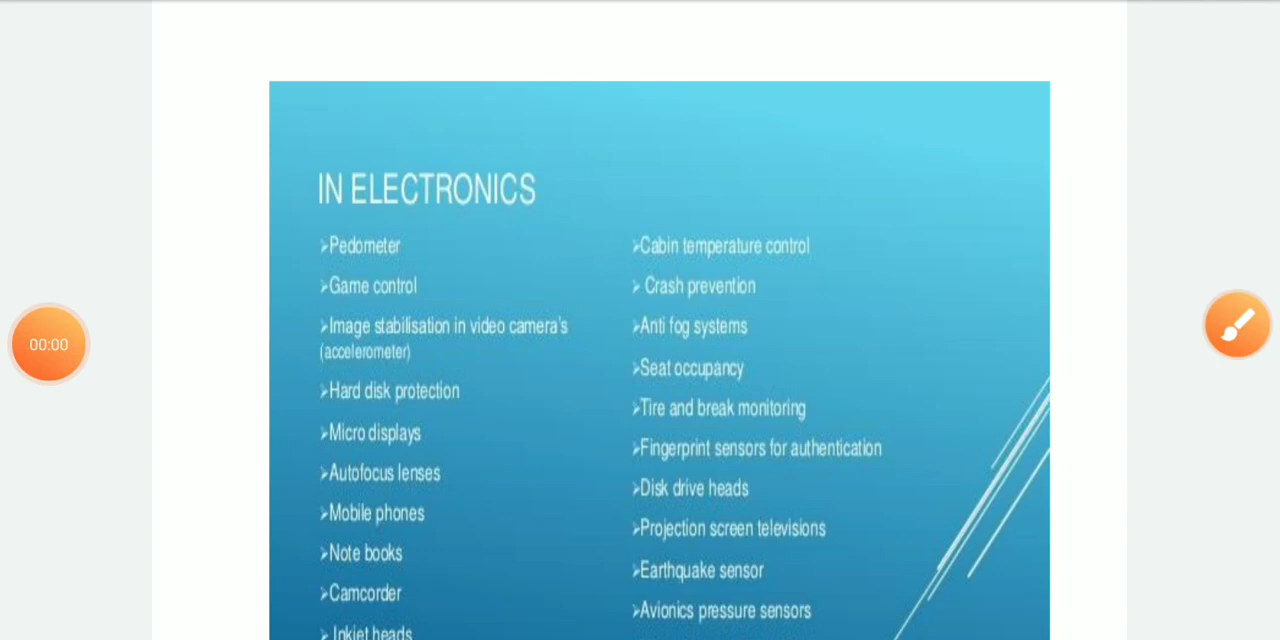 IN ELECTRONICS
➢Pedometer
➢Game control
➢Image stabilisation in video camera's
(accelerometer)
➢Hard disk protection
➢Micro displays
➢Autofocus lenses
➢Mobile phones
➢Note books
➢Camcorder
➢Inkjet heads
➢Cabin temperature control
➢ Crash prevention
➢Anti fog systems
➢Seat occupancy
➢Tire and break monitoring
➢Fingerprint sensors for authentication
➢Disk drive heads
➢Projection screen televisions
➢Earthquake sensor
➢Avionics pressure sensors
00:00